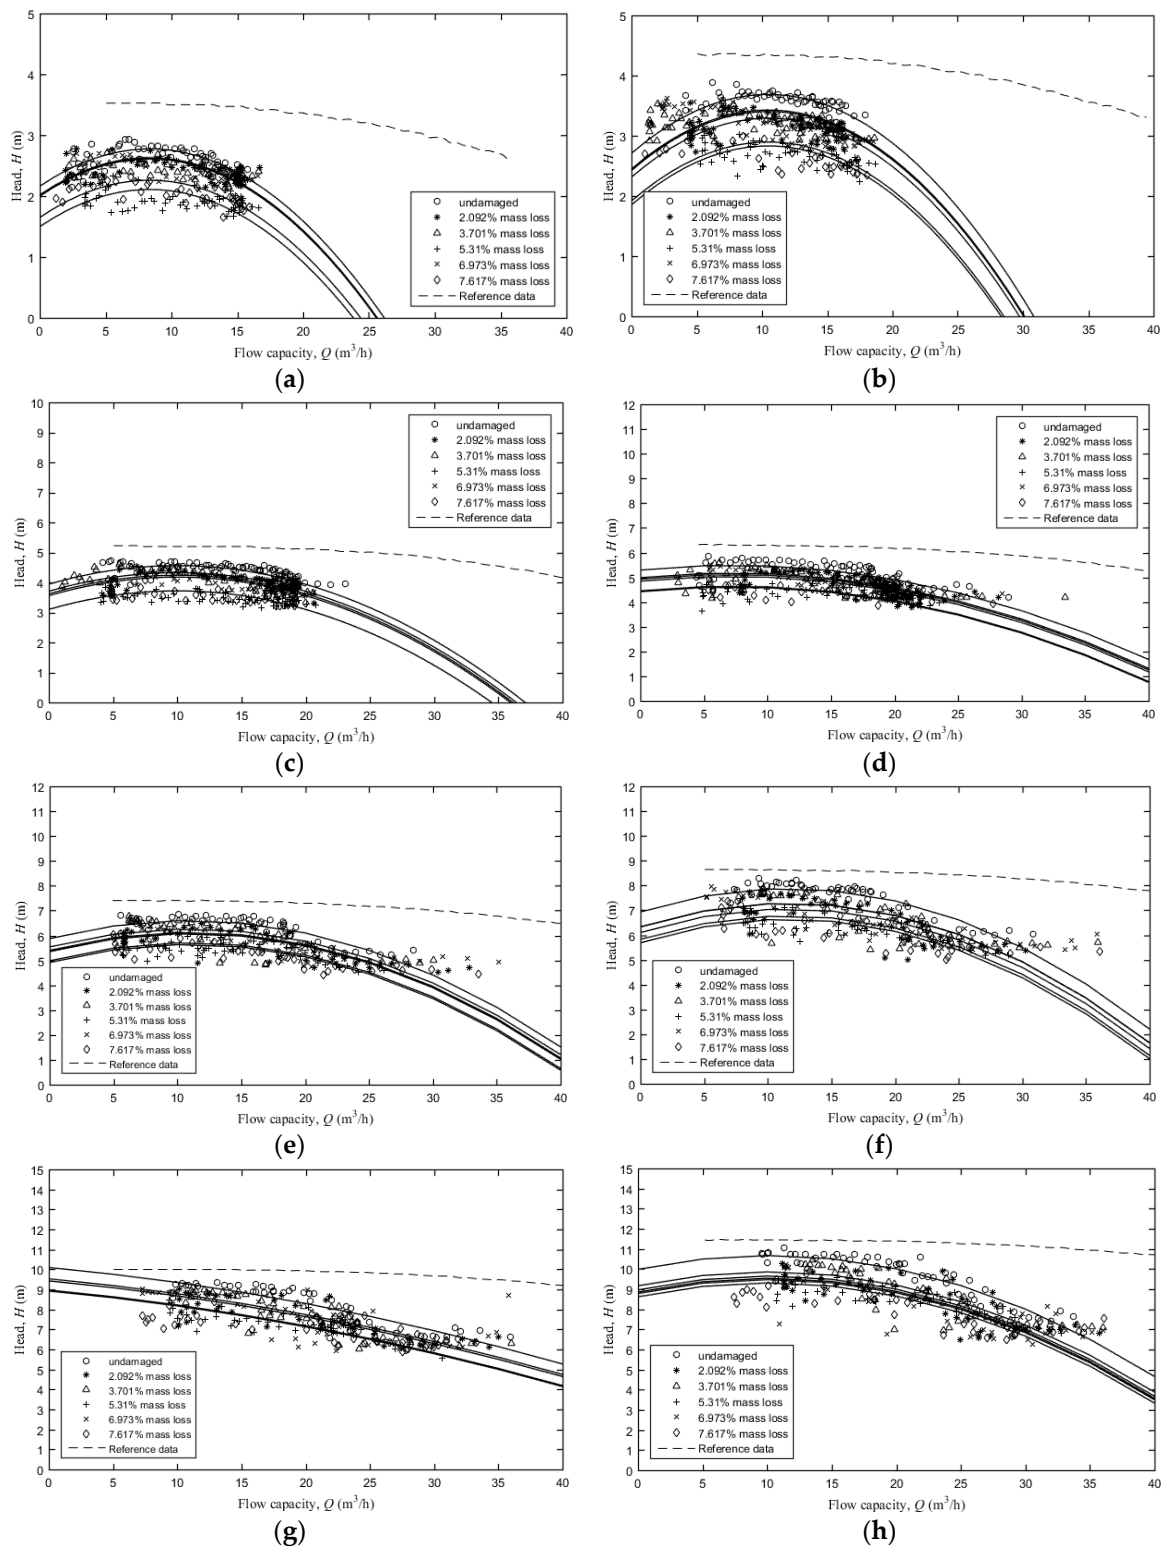 5
4
3
2
1
0
Head, H (m)
undamaged
2.092% mass loss
3.701% mass loss
5.31% mass loss
6.973% mass loss
7.617% mass loss
Reference data
0 5 10 15 20 25 30 35 40
Flow capacity, Q (m³/h)
(a)
5
4
3
2
1
0
Head, H (m)
undamaged
2.092% mass loss
3.701% mass loss
5.31% mass loss
6.973% mass loss
7.617% mass loss
Reference data
0 5 10 15 20 25 30 35 40
Flow capacity, Q (m³/h)
(b)
10
9
8
7
6
5
4
3
2
1
0
Head, H (m)
undamaged
2.092% mass loss
3.701% mass loss
5.31% mass loss
6.973% mass loss
7.617% mass loss
Reference data
0 5 10 15 20 25 30 35 40
Flow capacity, Q (m³/h)
(c)
12
11
10
9
8
7
6
5
4
3
2
1
0
Head, H (m)
undamaged
2.092% mass loss
3.701% mass loss
5.31% mass loss
6.973% mass loss
7.617% mass loss
Reference data
0 5 10 15 20 25 30 35 40
Flow capacity, Q (m³/h)
(d)
12
11
10
9
8
7
6
5
4
3
2
1
0
Head, H (m)
undamaged
2.092% mass loss
3.701% mass loss
5.31% mass loss
6.973% mass loss
7.617% mass loss
Reference data
0 5 10 15 20 25 30 35 40
Flow capacity, Q (m³/h)
(e)
12
11
10
9
8
7
6
5
4
3
2
1
0
Head, H (m)
undamaged
2.092% mass loss
3.701% mass loss
5.31% mass loss
6.973% mass loss
7.617% mass loss
Reference data
0 5 10 15 20 25 30 35 40
Flow capacity, Q (m³/h)
(f)
15
14
13
12
11
10
9
8
7
6
5
4
3
2
1
0
Head, H (m)
undamaged
2.092% mass loss
3.701% mass loss
5.31% mass loss
6.973% mass loss
7.617% mass loss
Reference data
0 5 10 15 20 25 30 35 40
Flow capacity, Q (m³/h)
(g)
15
14
13
12
11
10
9
8
7
6
5
4
3
2
1
0
Head, H (m)
undamaged
2.092% mass loss
3.701% mass loss
5.31% mass loss
6.973% mass loss
7.617% mass loss
Reference data
0 5 10 15 20 25 30 35 40
Flow capacity, Q (m³/h)
(h)